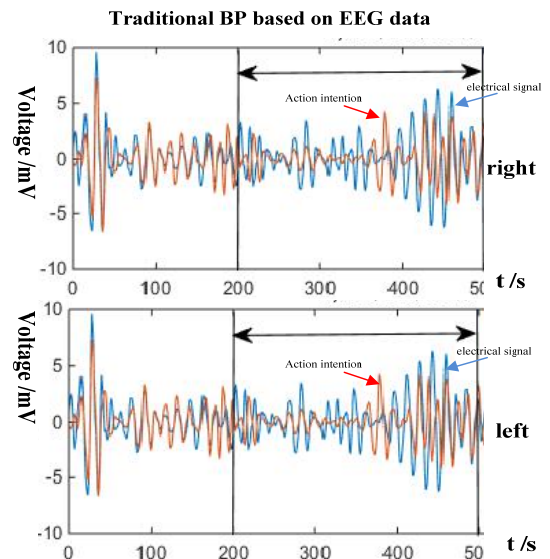 Traditional BP based on EEG data
10
5
0
-5
-10
Voltage /mV
Action intention
electrical signal
right
0 100 200 300 400 50
t /s
10
5
0
-5
-10
Voltage /mV
Action intention
electrical signal
left
0 100 200 300 400 50
t /s